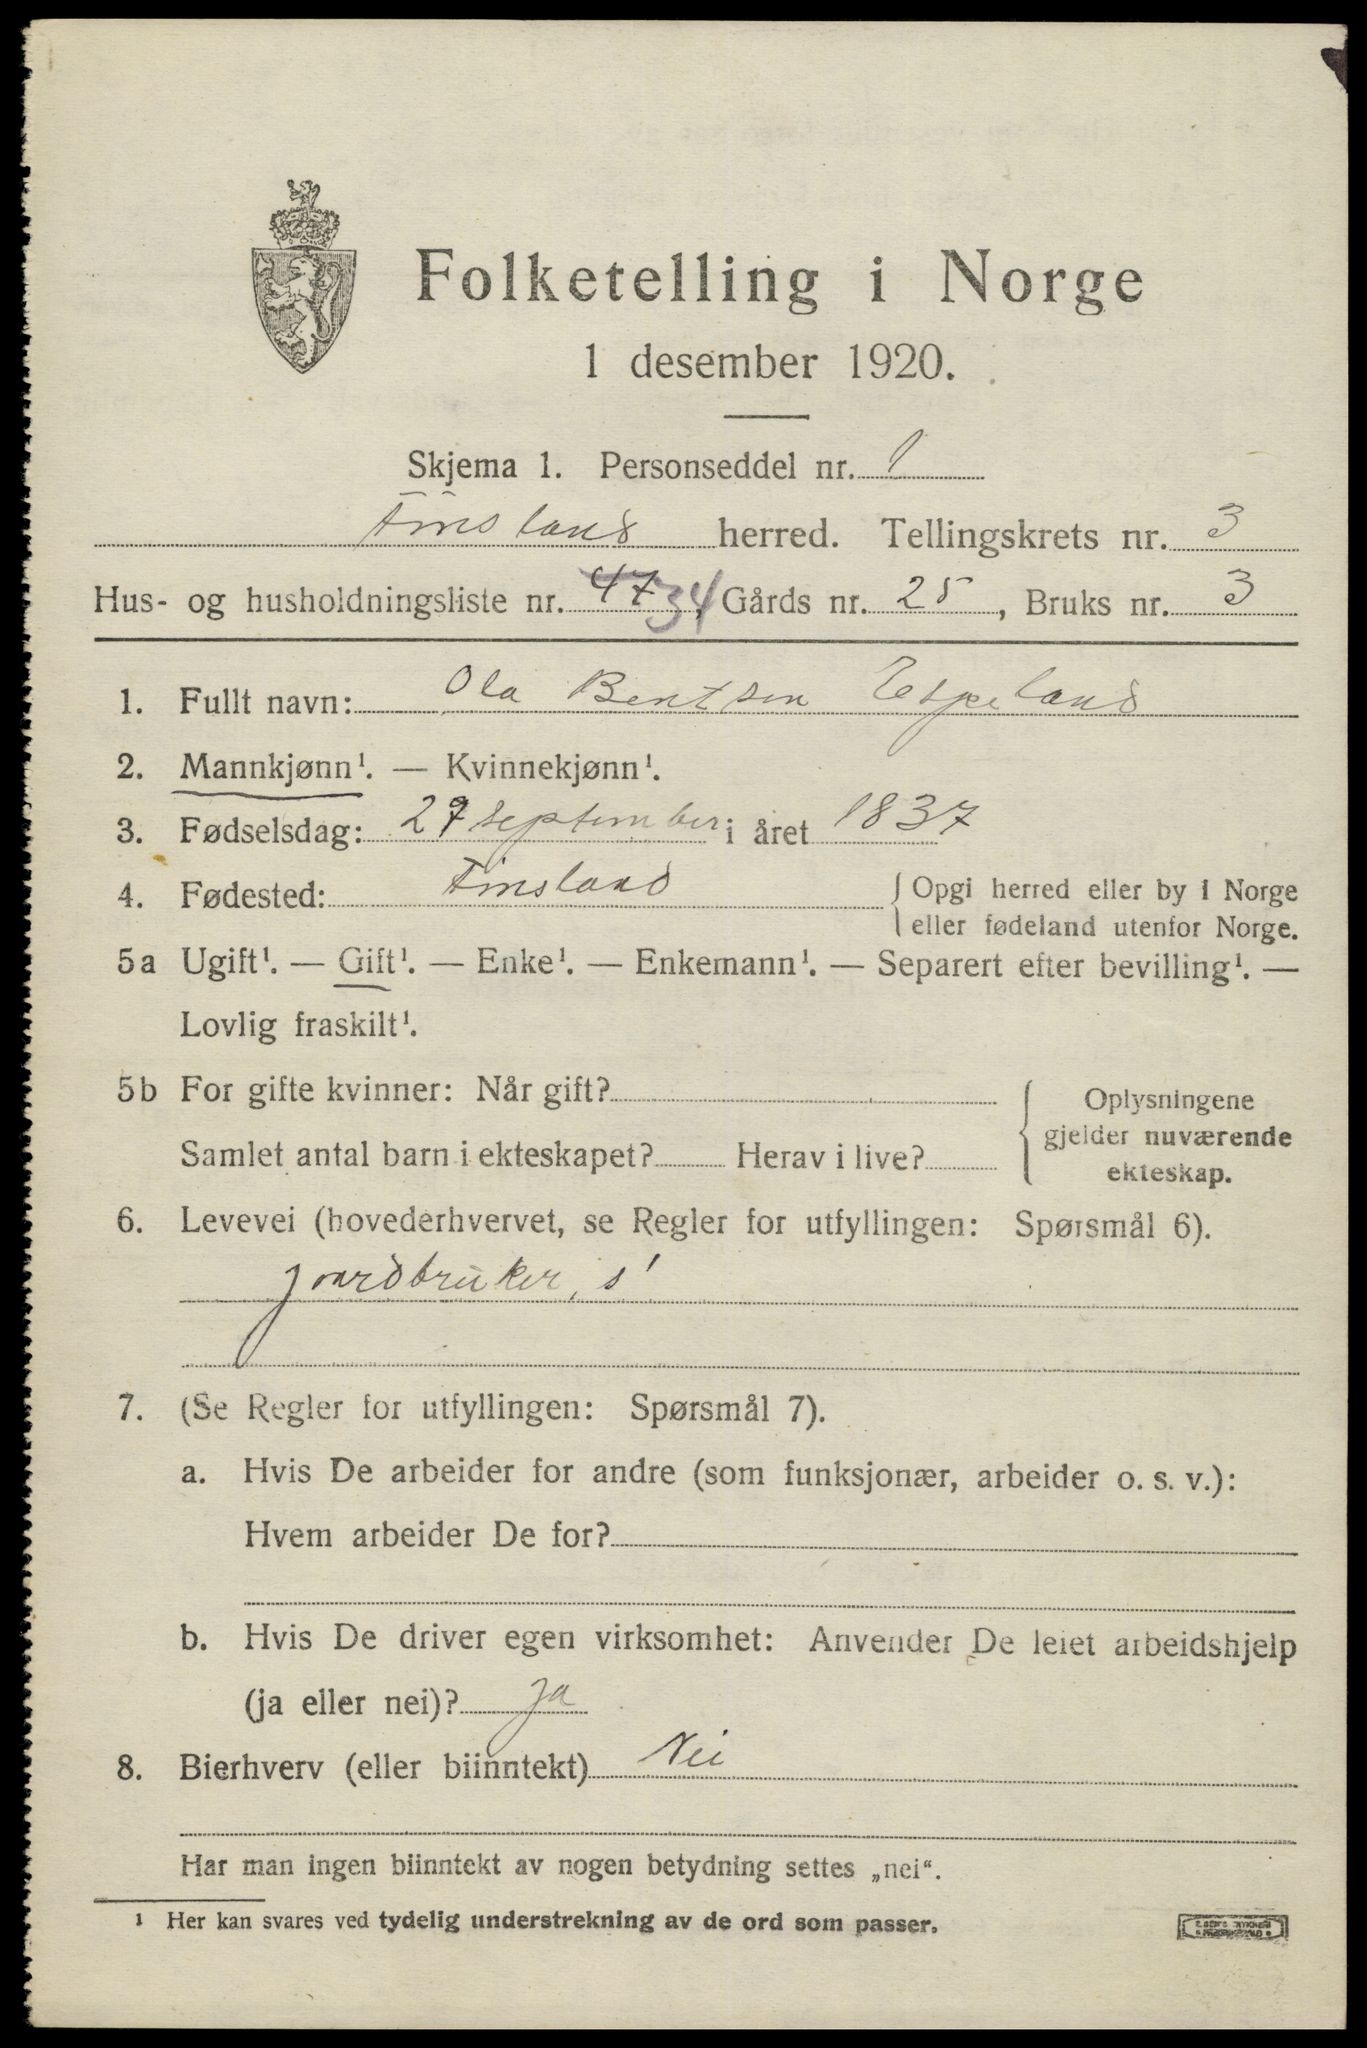 Folketelling i Norge
1 desember 1920.
Skjema 1. Personseddel nr. 1
Finsland herred. Tellingskrets nr. 3
Hus- og husholdningsliste nr. 47 34, Gårds nr. 25, Bruks nr. 3
1. Fullt navn: Ola Bentsen Espeland
2. Mannkjønn¹. — Kvinnekjønn¹.
3. Fødselsdag: september i året 1837
4. Fødested: Finsland {Opgi herred eller by i Norge
eller fødeland utenfor Norge.
5a Ugift¹. — Gift¹. — Enke¹. — Enkemann¹. — Separert efter bevilling¹. —
Lovlig fraskilt¹.
5b For gifte kvinner: Når gift? {Oplysningene
gjelder nuværende
Samlet antal barn i ekteskapet? Herav i live?
ekteskap.
6. Levevei (hovederhvervet, se Regler for utfyllingen: Spørsmål 6).
Jordbruker, s
7. (Se Regler for utfyllingen: Spørsmål 7).
a. Hvis De arbeider for andre (som funksjonær, arbeider o. s. v.):
Hvem arbeider De for?
b. Hvis De driver egen virksomhet: Anvender De leiet arbeidshjelp
(ja eller nei)? ja
8. Bierhverv (eller biinntekt) Nei
Har man ingen biinntekt av nogen betydning settes „nei“.
¹ Her kan svares ved tydelig understrekning av de ord som passer.